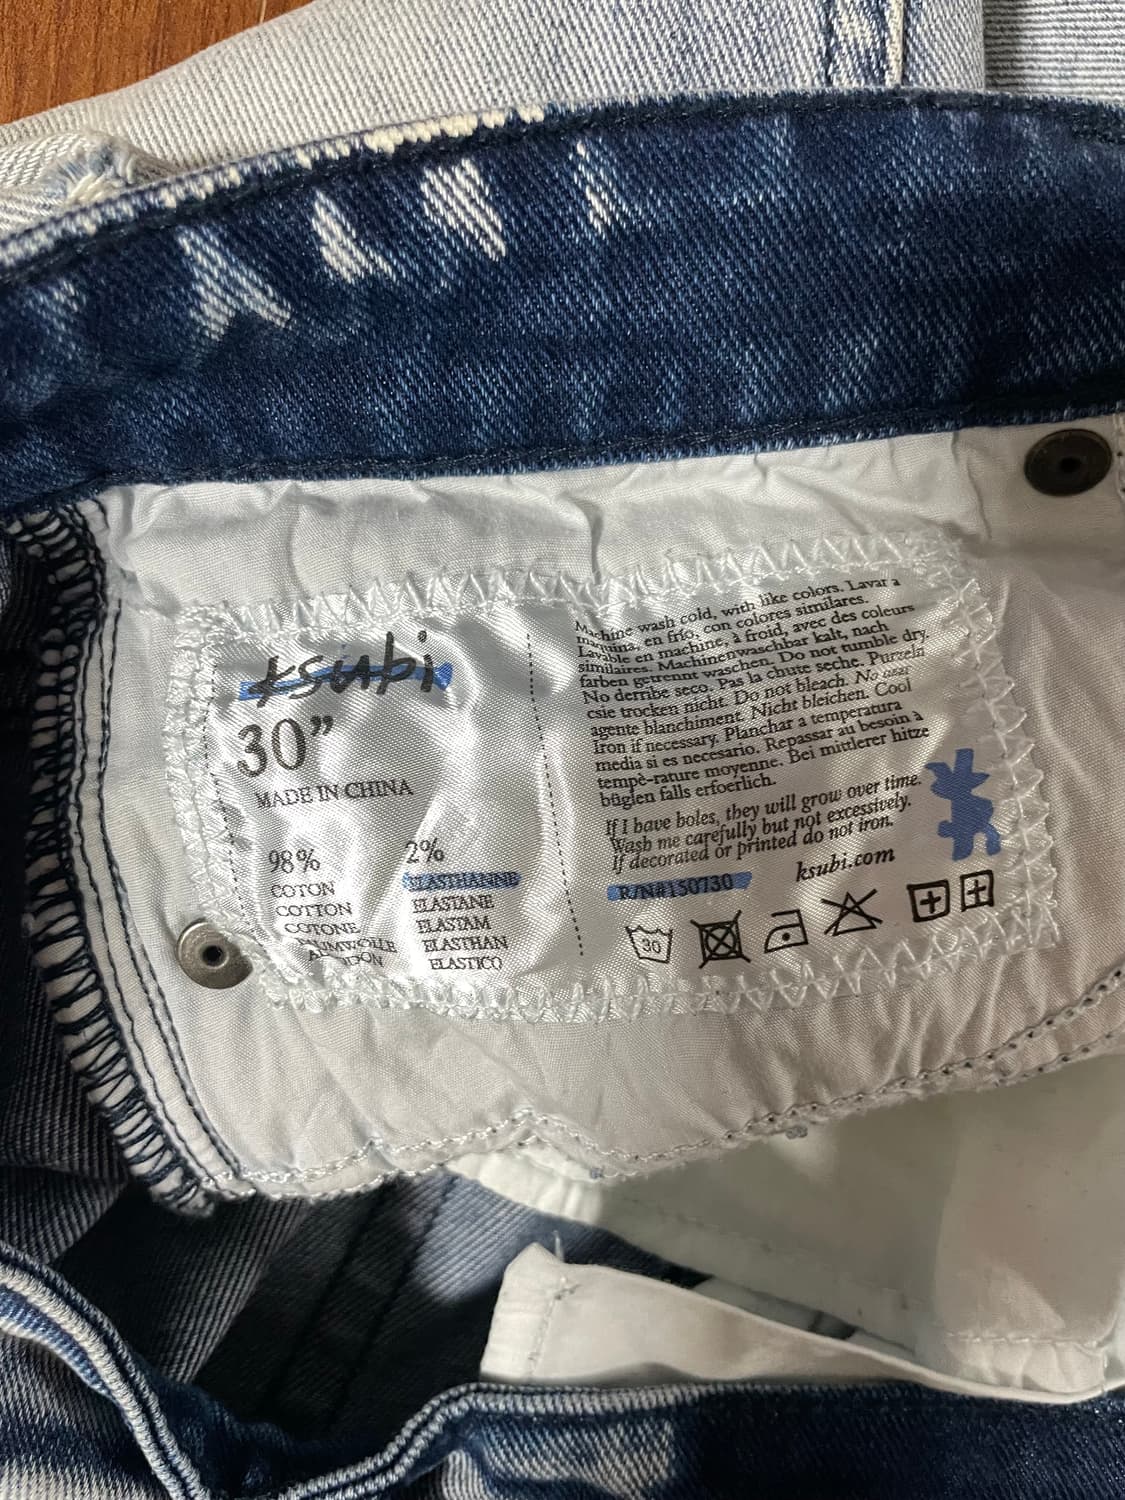 ksubi
30”
MADE IN CHINA
98%
COTON
COTTON
COTONE
BAUMWOLLE
2%
ELASTHANNE
ELASTANE
ELASTAM
ELASTHAN
ELASTICO
Machine wash cold, with like colors. Lavar a
maquina, en frío, con colores similares.
Lavable en machine, à froid, avec des coleurs
similaires. Machinenwaschbar kalt, nach
farben getrennt waschen. Do not tumble dry.
No derribe seco. Pas la chute seche. Purzeln
csie trocken nicht. Do not bleach. No usar
agente blanchiment. Nicht bleichen. Cool
Iron if necessary. Planchar a temperatura
media si es necesario. Repassar au besoin à
tempè-rature moyenne. Bei mittlerer hitze
büglen falls erfoerlich.
If I have boles, they will grow over time.
Wash me carefully but not excessively.
If decorated or printed do not iron.
ksubi.com
R/N#150730
30